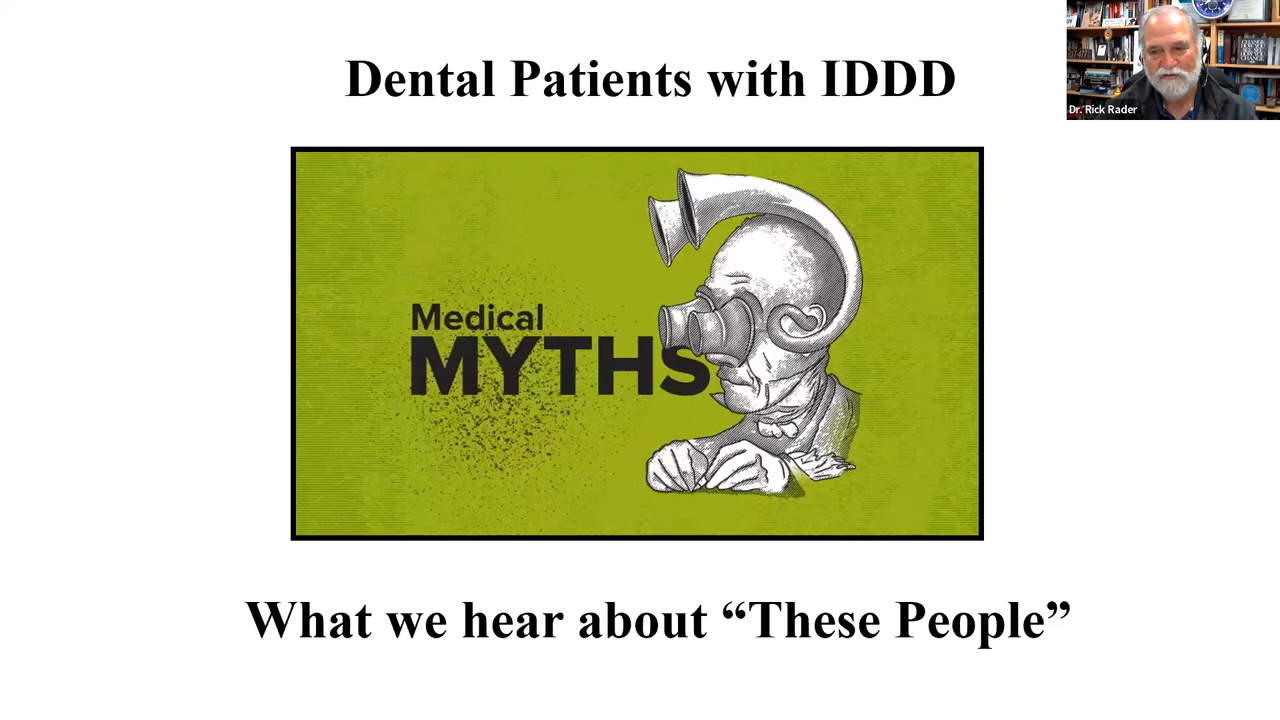 Dental Patients with IDDD
Dr. Rick Rader
Medical
MYTHS
What we hear about “These People”